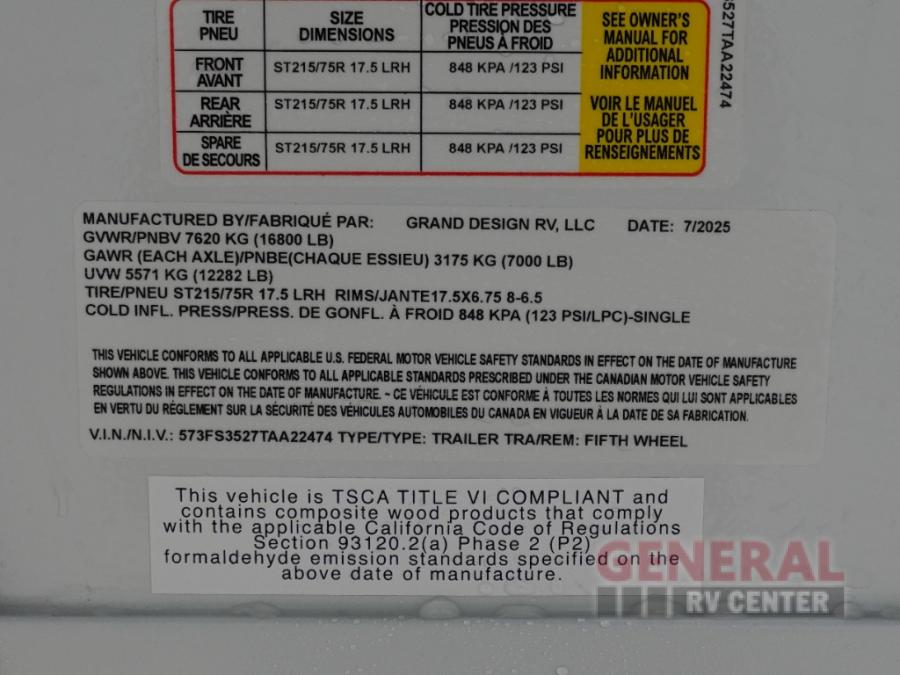 TIRE PNEU SIZE DIMENSIONS COLD TIRE PRESSURE PRESSION DES PNEUS À FROID
FRONT AVANT ST215/75R 17.5 LRH 848 KPA /123 PSI
REAR ARRIÈRE ST215/75R 17.5 LRH 848 KPA /123 PSI
SPARE DE SECOURS ST215/75R 17.5 LRH 848 KPA /123 PSI
SEE OWNER'S
MANUAL FOR
ADDITIONAL
INFORMATION
VOIR LE MANUEL
DE L'USAGER
POUR PLUS DE
RENSEIGNEMENTS
527TAA22474
MANUFACTURED BY/FABRIQUÉ PAR: GRAND DESIGN RV, LLC DATE: 7/2025
GVWR/PNBV 7620 KG (16800 LB)
GAWR (EACH AXLE)/PNBE(CHAQUE ESSIEU) 3175 KG (7000 LB)
UVW 5571 KG (12282 LB)
TIRE/PNEU ST215/75R 17.5 LRH RIMS/JANTE17.5X6.75 8-6.5
COLD INFL. PRESS/PRESS. DE GONFL. À FROID 848 KPA (123 PSI/LPC)-SINGLE
THIS VEHICLE CONFORMS TO ALL APPLICABLE U.S. FEDERAL MOTOR VEHICLE SAFETY STANDARDS IN EFFECT ON THE DATE OF MANUFACTURE
SHOWN ABOVE. THIS VEHICLE CONFORMS TO ALL APPLICABLE STANDARDS PRESCRIBED UNDER THE CANADIAN MOTOR VEHICLE SAFETY
REGULATIONS IN EFFECT ON THE DATE OF MANUFACTURE. ~ CE VÉHICULE EST CONFORME À TOUTES LES NORMES QUI LUI SONT APPLICABLES
EN VERTU DU RÈGLEMENT SUR LA SÉCURITÉ DES VÉHICULES AUTOMOBILES DU CANADA EN VIGUEUR À LA DATE DE SA FABRICATION.
V.I.N./N.I.V.: 573FS3527TAA22474 TYPE/TYPE: TRAILER TRA/REM: FIFTH WHEEL
This vehicle is TSCA TITLE VI COMPLIANT and
contains composite wood products that comply
with the applicable California Code of Regulations
Section 93120.2(a) Phase 2 (P2)
formaldehyde emission standards specified on the
above date of manufacture.
GENERAL
RV CENTER